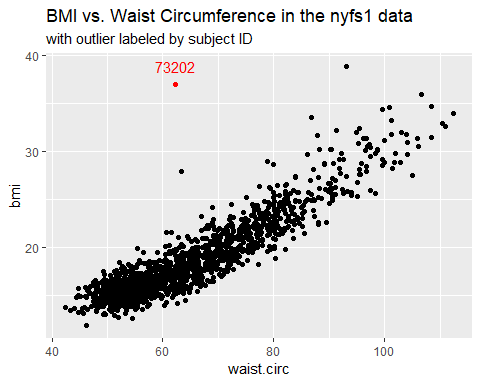 BMI vs. Waist Circumference in the nyfs1 data
with outlier labeled by subject ID
73202
40
30
20
bmi
40
60
80
100
waist.circ